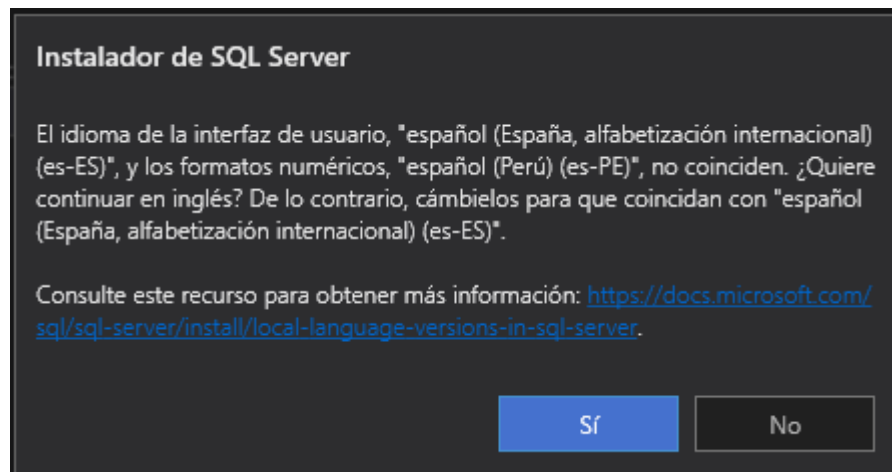 Instalador de SQL Server
El idioma de la interfaz de usuario, "español (España, alfabetización internacional)
(es-ES)", y los formatos numéricos, "español (Perú) (es-PE)", no coinciden. ¿Quiere
continuar en inglés? De lo contrario, cámbielos para que coincidan con "español
(España, alfabetización internacional) (es-ES)".
Consulte este recurso para obtener más información: https://docs.microsoft.com/
sql/sql-server/install/local-language-versions-in-sql-server.
Sí
No